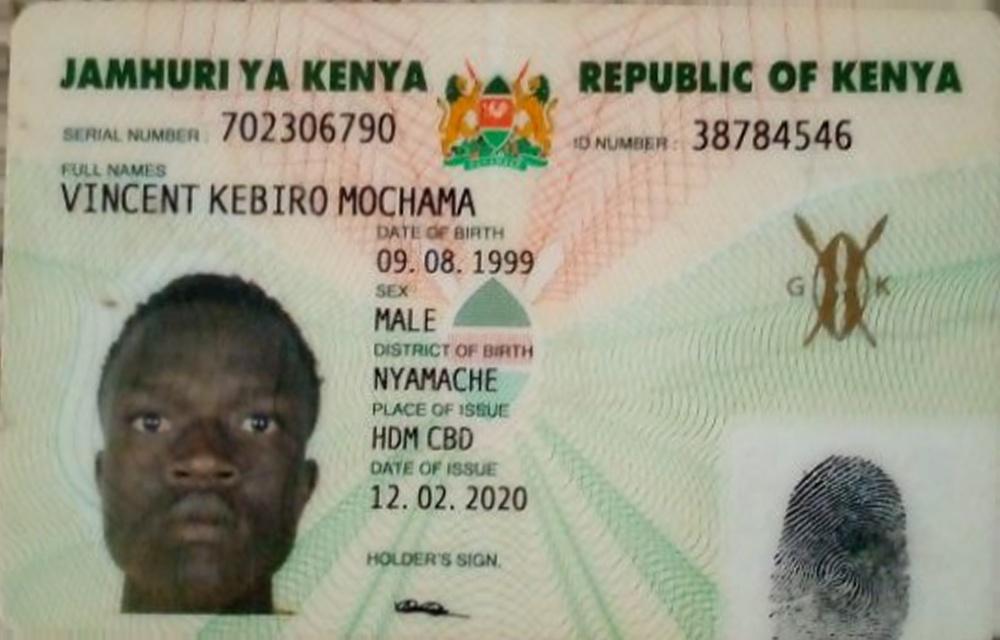 JAMHURI YA KENYA REPUBLIC OF KENYA
SERIAL NUMBER : 702306790 ID NUMBER : 38784546
FULL NAMES
VINCENT KEBIRO MOCHAMA
DATE OF BIRTH
09. 08. 1999
SEX
MALE
G K
DISTRICT OF BIRTH
NYAMACHE
PLACE OF ISSUE
HDM CBD
DATE OF ISSUE
12. 02. 2020
HOLDER'S SIGN.